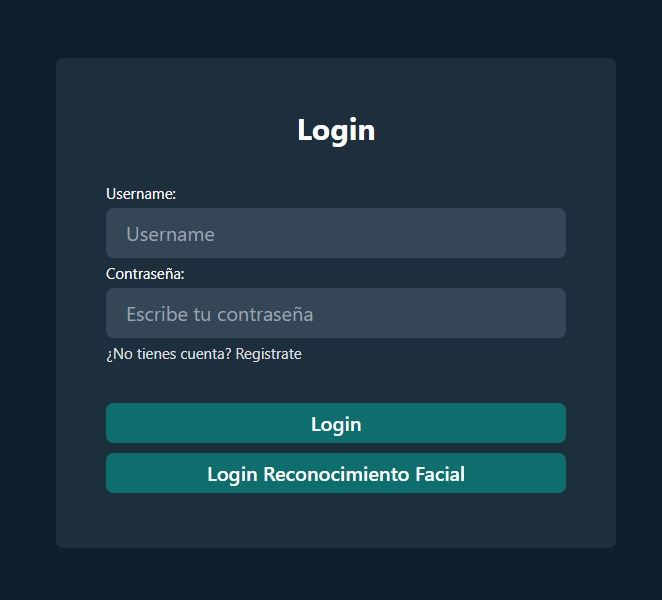 Login
Username:
Username
Contraseña:
Escribe tu contraseña
¿No tienes cuenta? Registrate
Login
Login Reconocimiento Facial